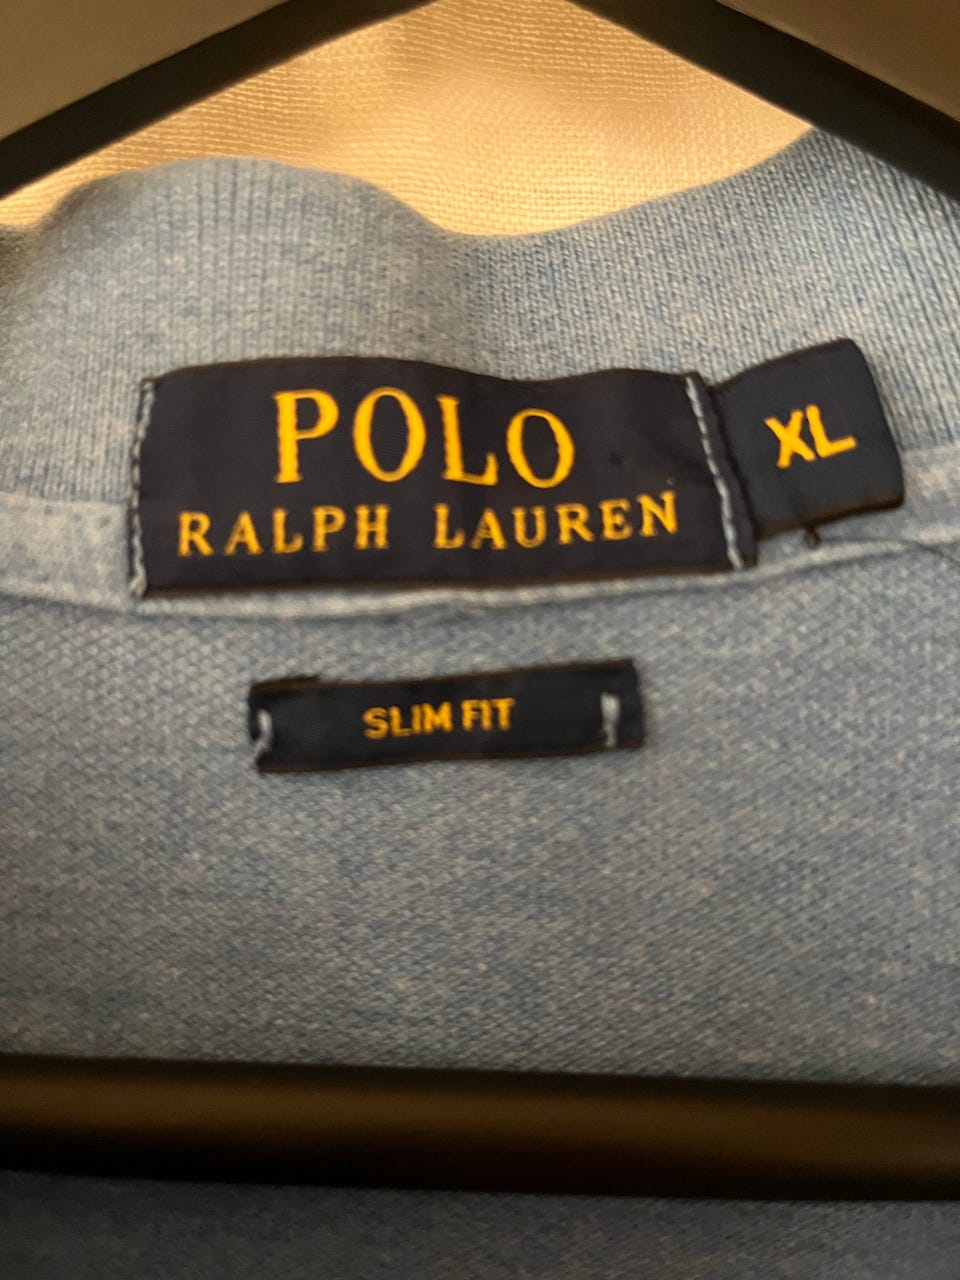 POLO
RALPH LAUREN
XL
SLIM FIT